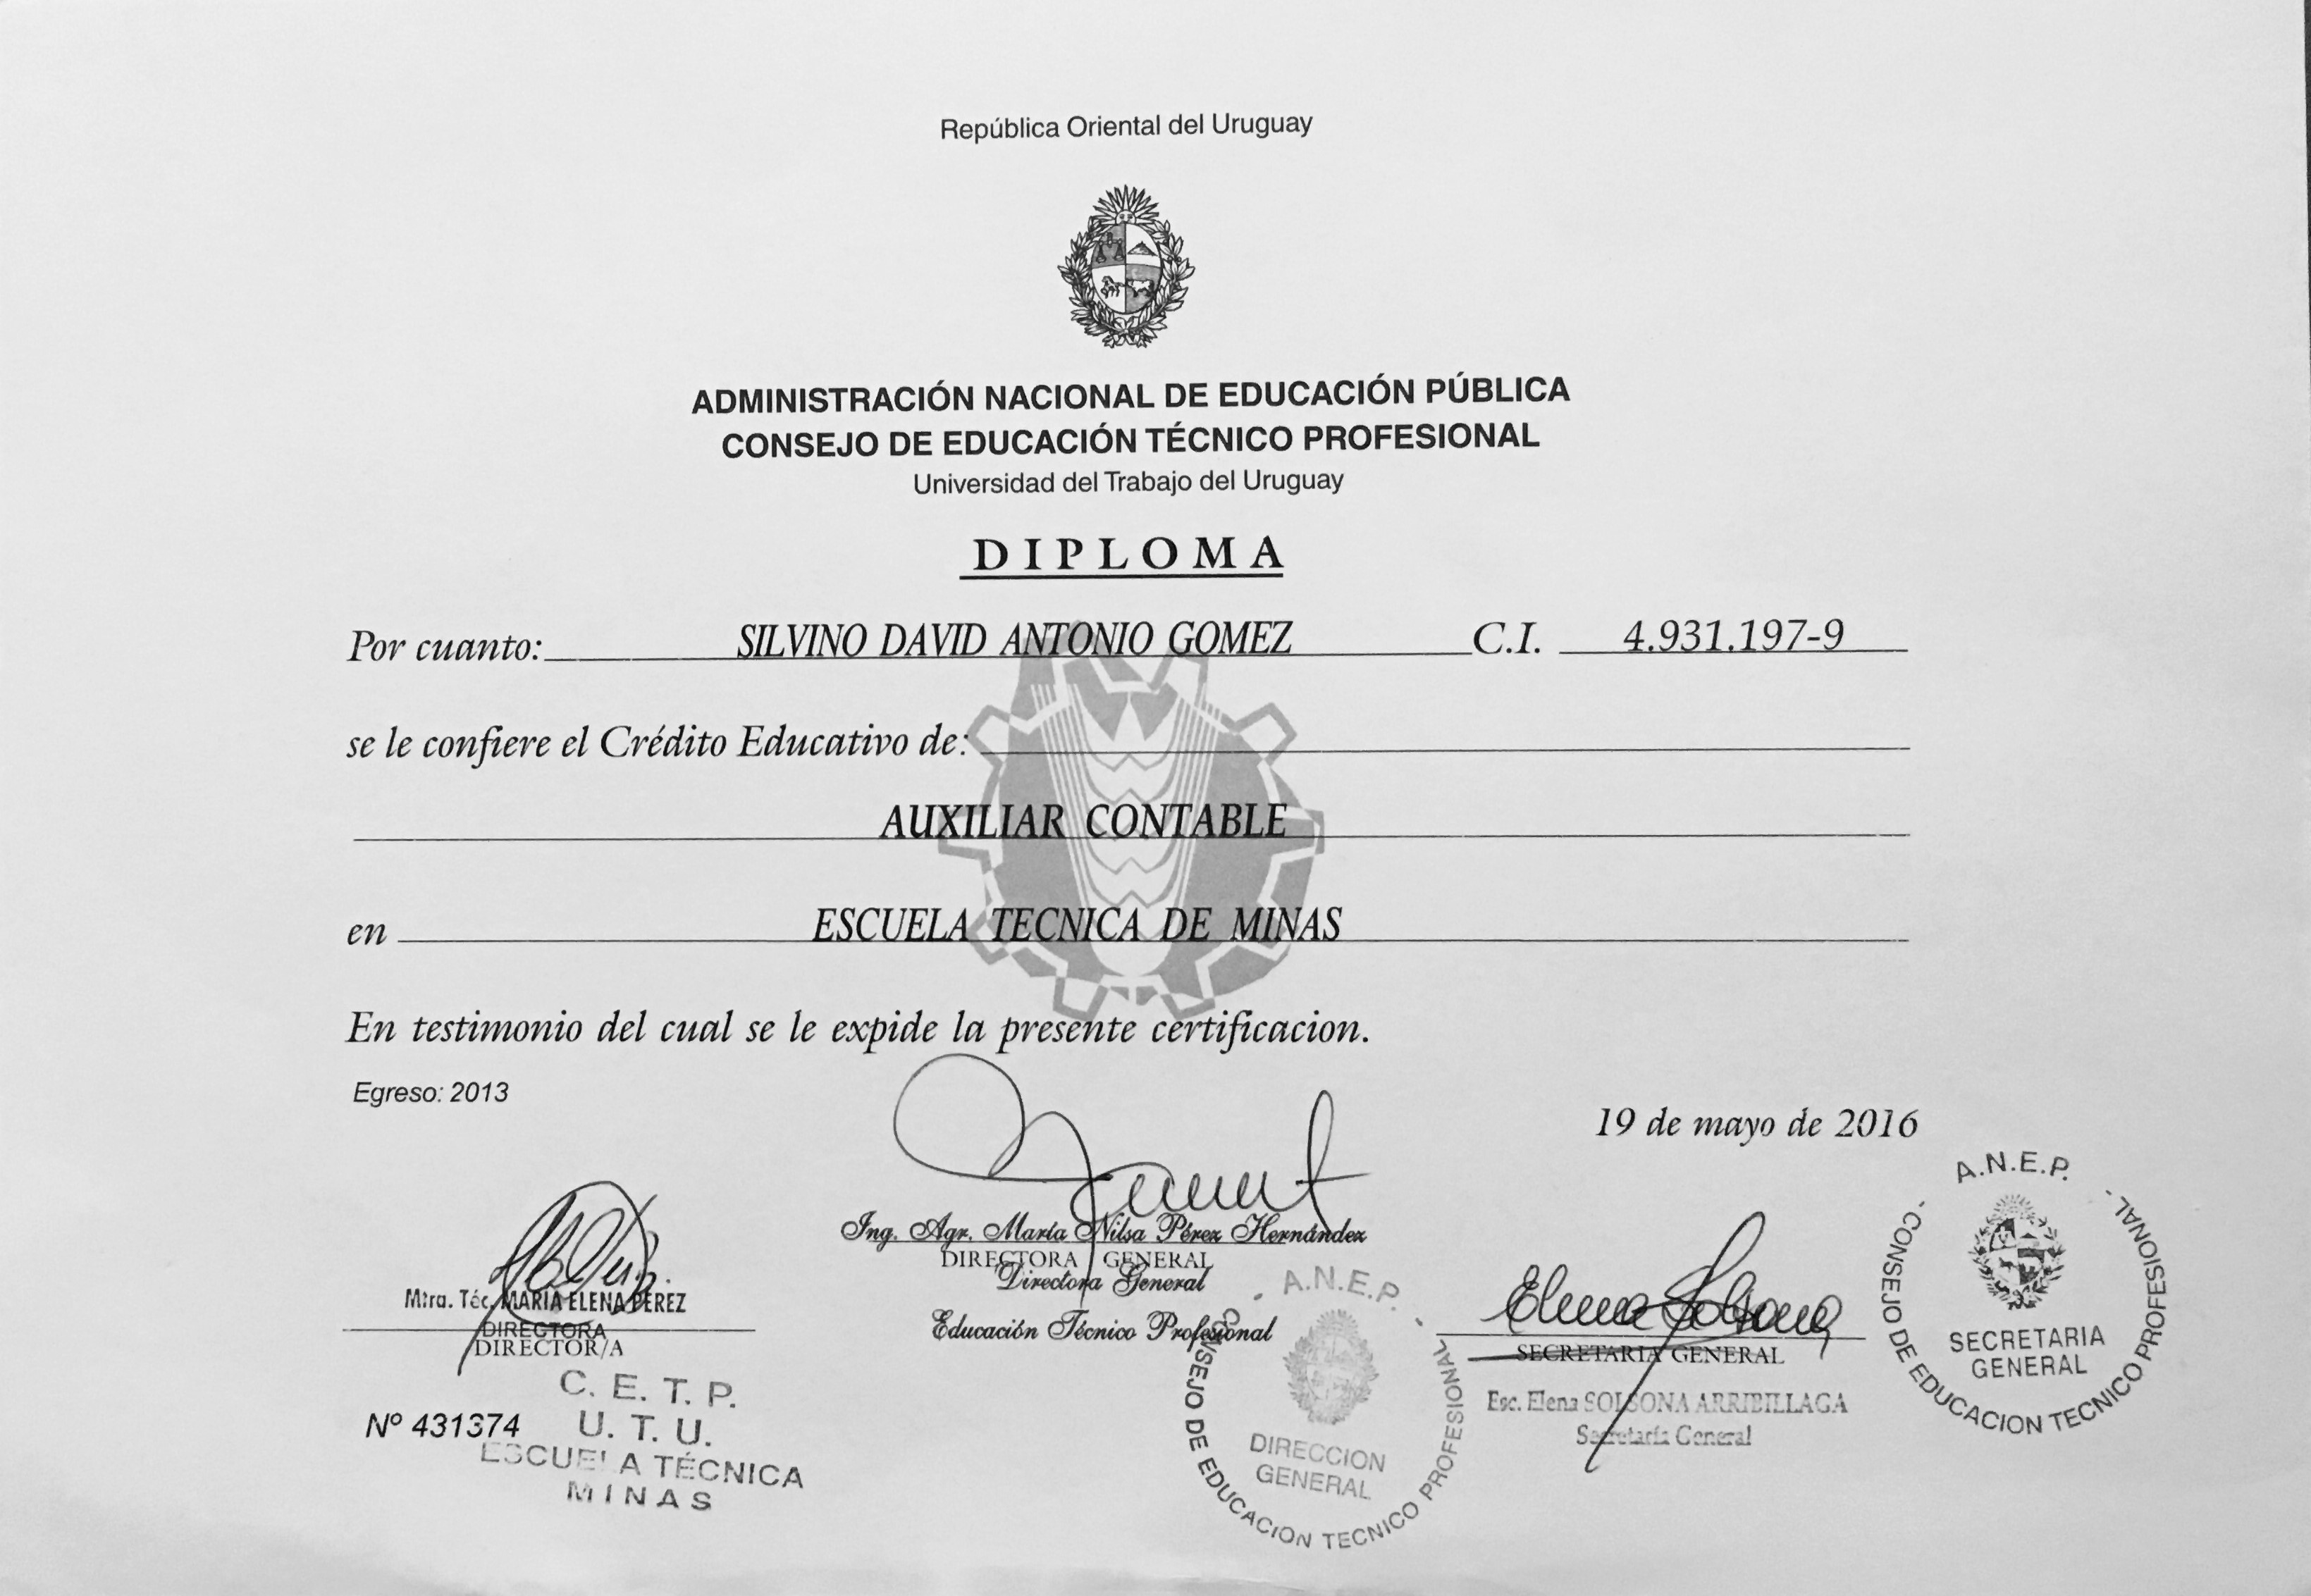 República Oriental del Uruguay
ADMINISTRACIÓN NACIONAL DE EDUCACIÓN PÚBLICA
CONSEJO DE EDUCACIÓN TÉCNICO PROFESIONAL
Universidad del Trabajo del Uruguay
DIPLOMA
Por cuanto: SILVINO DAVID ANTONIO GOMEZ C.I. 4.931.197-9
se le confiere el Crédito Educativo de:
AUXILIAR CONTABLE
en ESCUELA TECNICA DE MINAS
En testimonio del cual se le expide la presente certificacion.
Egreso: 2013
19 de mayo de 2016
Mtra. Téc. MARIA ELENA PEREZ
DIRECTORA
DIRECTOR/A
Nº 431374
C. E. T. P.
U. T. U.
ESCUELA TÉCNICA
MINAS
Ing. Agr. María Nilsa Pérez Hernández
DIRECTORA GENERAL
Directora General
Educación Técnico Profesional
A.N.E.P.
CONSEJO DE EDUCACION TECNICO PROFESIONAL
DIRECCION
GENERAL
Elena Solsona
SECRETARIA GENERAL
Esc. Elena SOLSONA ARRIBILLAGA
Secretaria General
A.N.E.P.
CONSEJO DE EDUCACION TECNICO PROFESIONAL
SECRETARIA
GENERAL